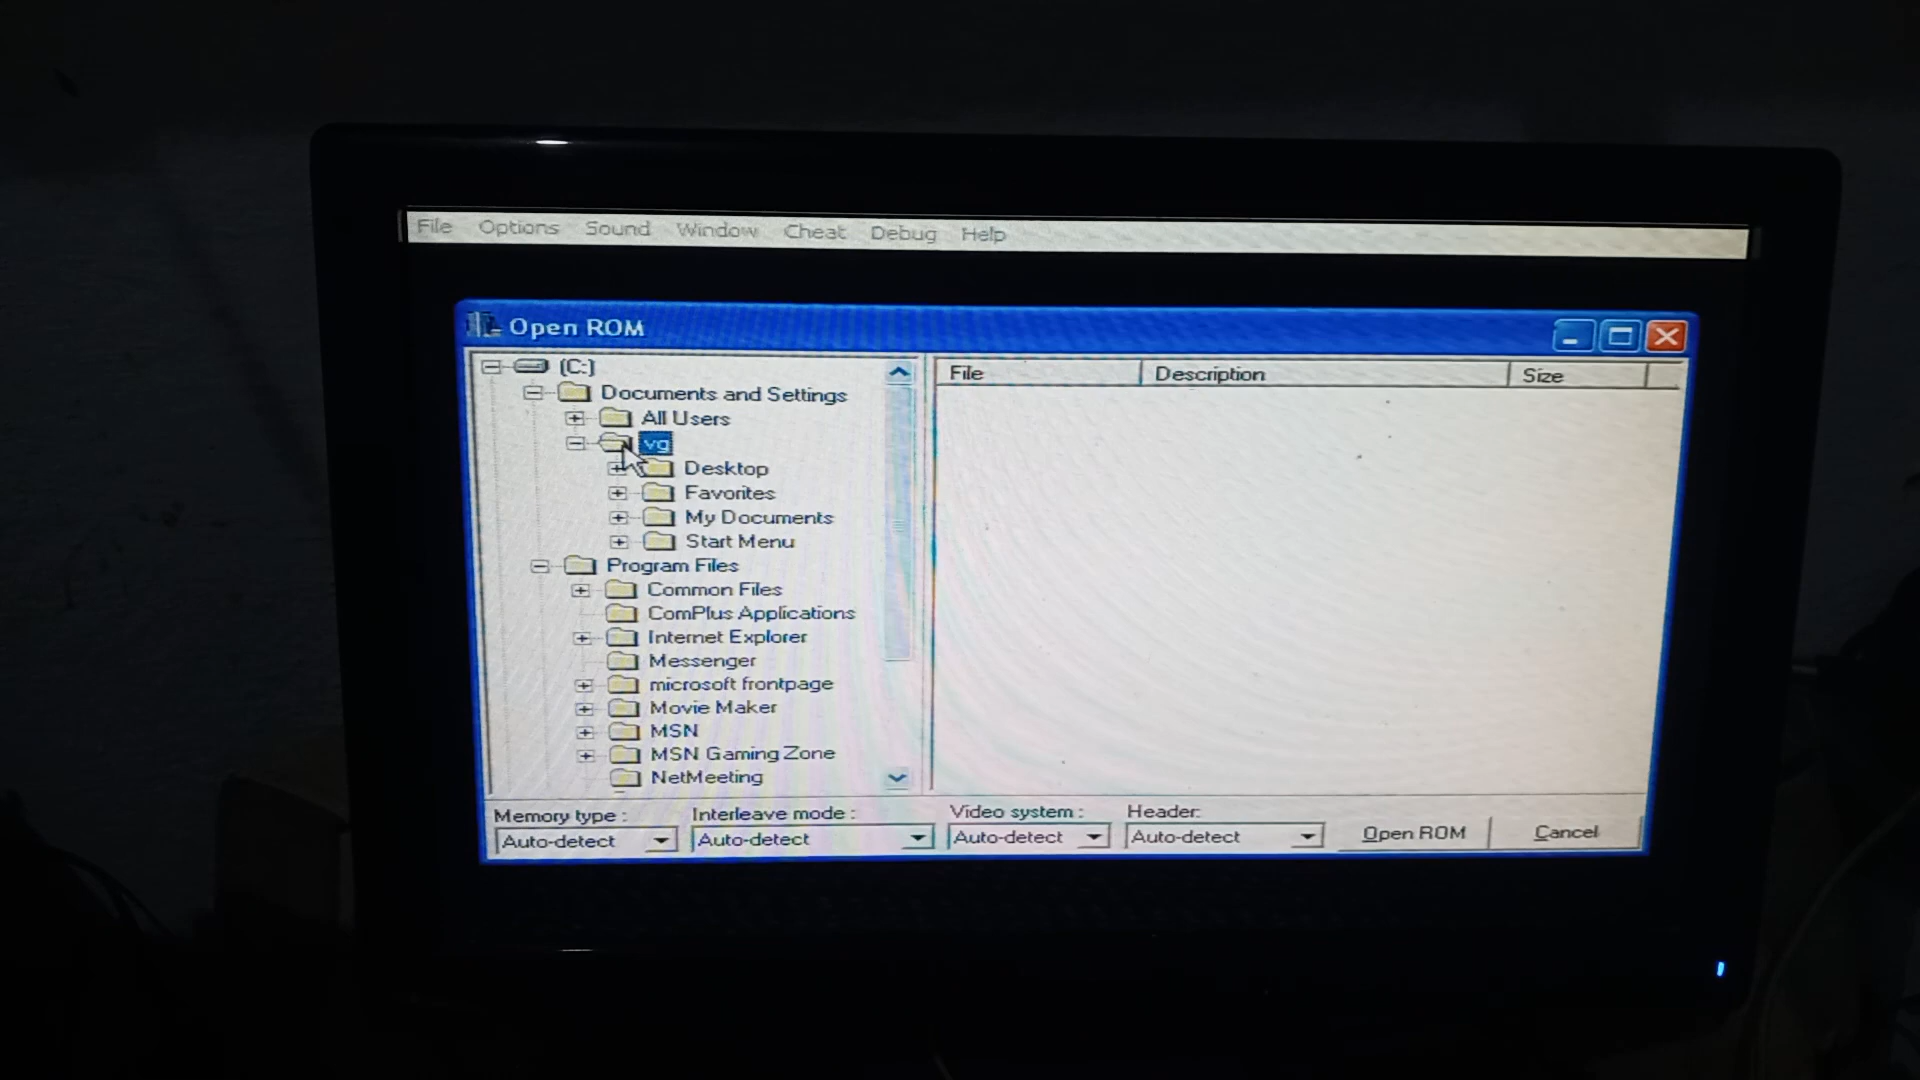 File Options Sound Window Cheat Debug Help
Open ROM
(C:)
Documents and Settings
All Users
vg
Desktop
Favorites
My Documents
Start Menu
Program Files
Common Files
ComPlus Applications
Internet Explorer
Messenger
microsoft frontpage
Movie Maker
MSN
MSN Gaming Zone
NetMeeting
File Description Size
Memory type : Interleave mode : Video system : Header:
Auto-detect Auto-detect Auto-detect Auto-detect Open ROM Cancel